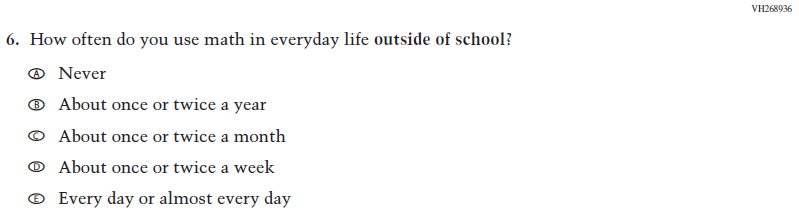 VH268936
6. How often do you use math in everyday life outside of school?
A Never
B About once or twice a year
C About once or twice a month
D About once or twice a week
E Every day or almost every day